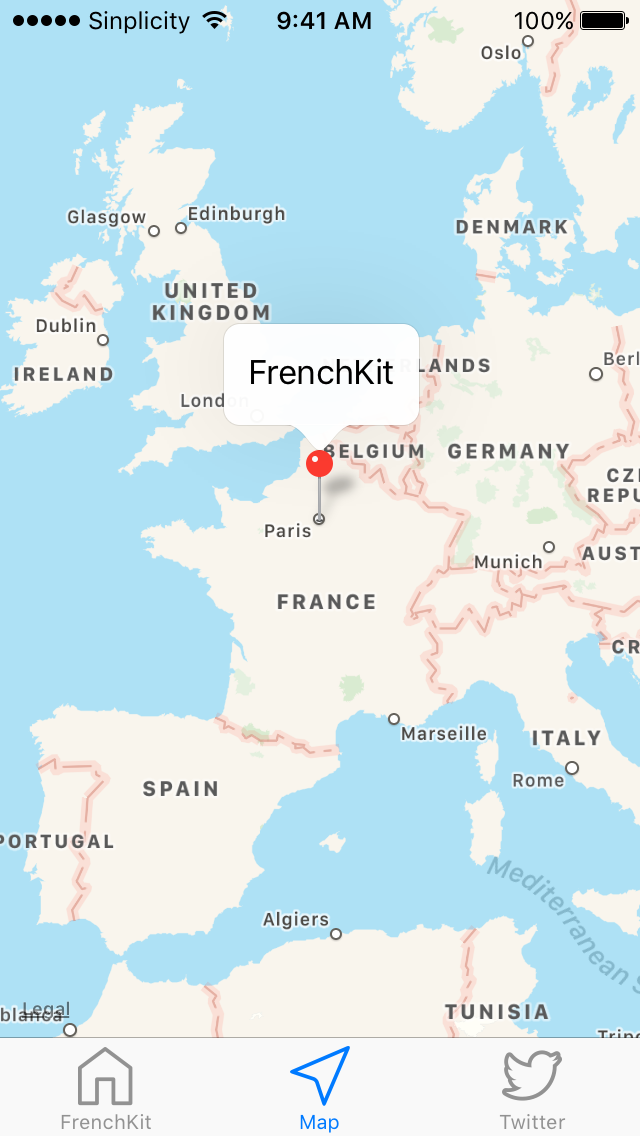 Sinplicity 9:41 AM 100%
Oslo
Glasgow
Edinburgh
DENMARK
UNITED
KINGDOM
Dublin
IRELAND
RLANDS
Berl
FrenchKit
London
BELGIUM
GERMANY
CZ
REPU
Paris
Munich
AUST
FRANCE
CR
Marseille
ITALY
Rome
SPAIN
PORTUGAL
Mediterranean S
Algiers
Legal
blanca
TUNISIA
Trip
FrenchKit
Map
Twitter